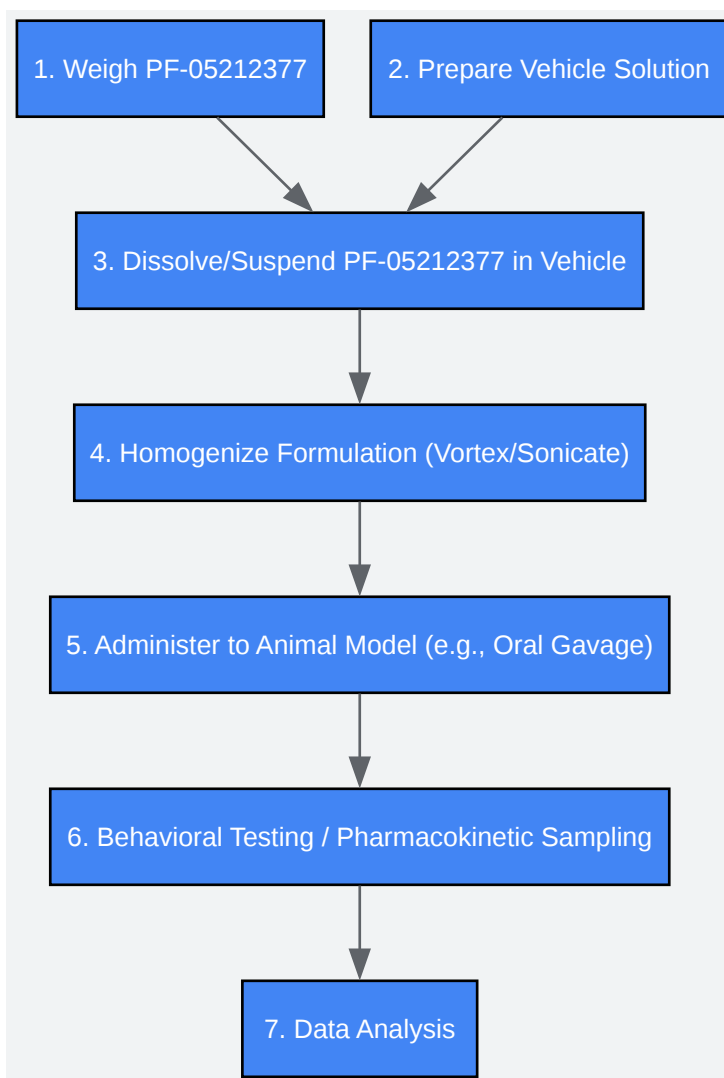 1. Weigh PF-05212377
2. Prepare Vehicle Solution
3. Dissolve/Suspend PF-05212377 in Vehicle
4. Homogenize Formulation (Vortex/Sonicate)
5. Administer to Animal Model (e.g., Oral Gavage)
6. Behavioral Testing / Pharmacokinetic Sampling
7. Data Analysis